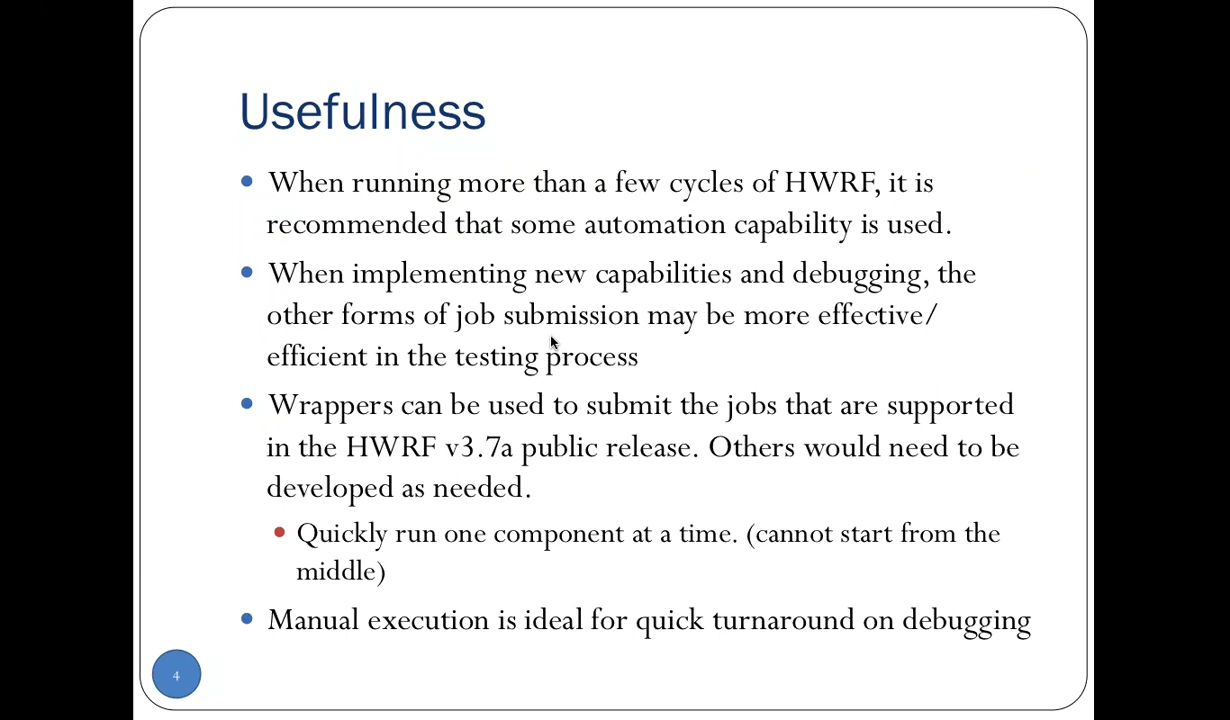 Usefulness
• When running more than a few cycles of HWRF, it is
recommended that some automation capability is used.
• When implementing new capabilities and debugging, the
other forms of job submission may be more effective/
efficient in the testing process
• Wrappers can be used to submit the jobs that are supported
in the HWRF v3.7a public release. Others would need to be
developed as needed.
• Quickly run one component at a time. (cannot start from the
middle)
• Manual execution is ideal for quick turnaround on debugging
4